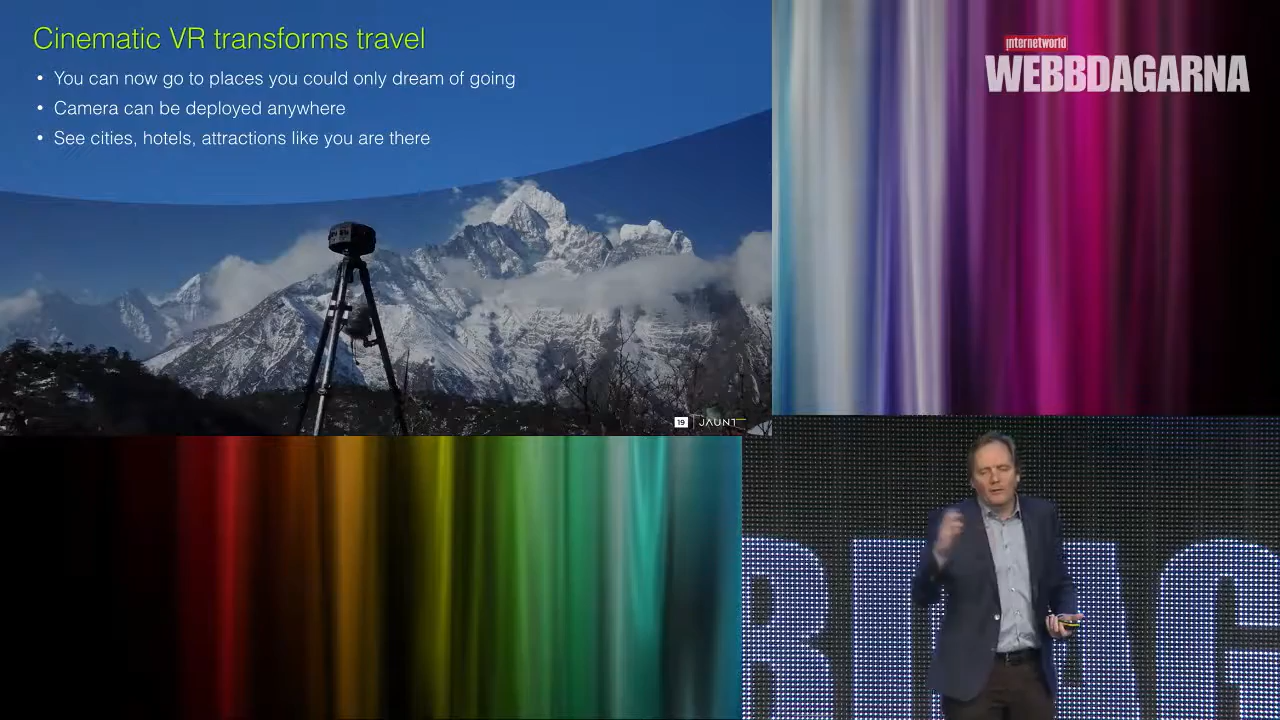 Cinematic VR transforms travel
• You can now go to places you could only dream of going
• Camera can be deployed anywhere
• See cities, hotels, attractions like you are there
19 JAUNT
internetworld
WEBBDAGARNA
BDAG